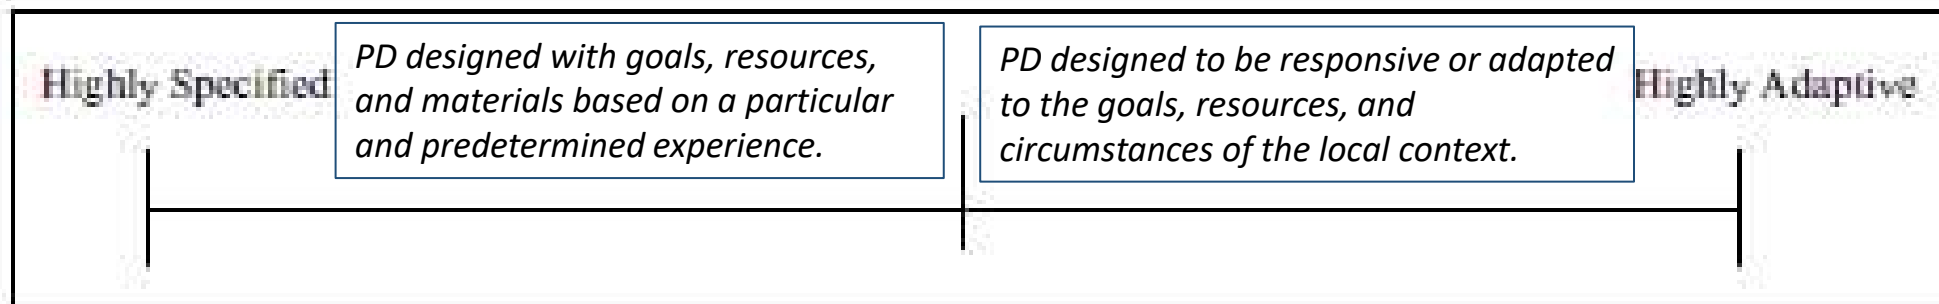 Highly Specified
PD designed with goals, resources,
and materials based on a particular
and predetermined experience.
PD designed to be responsive or adapted
to the goals, resources, and
circumstances of the local context.
Highly Adaptive